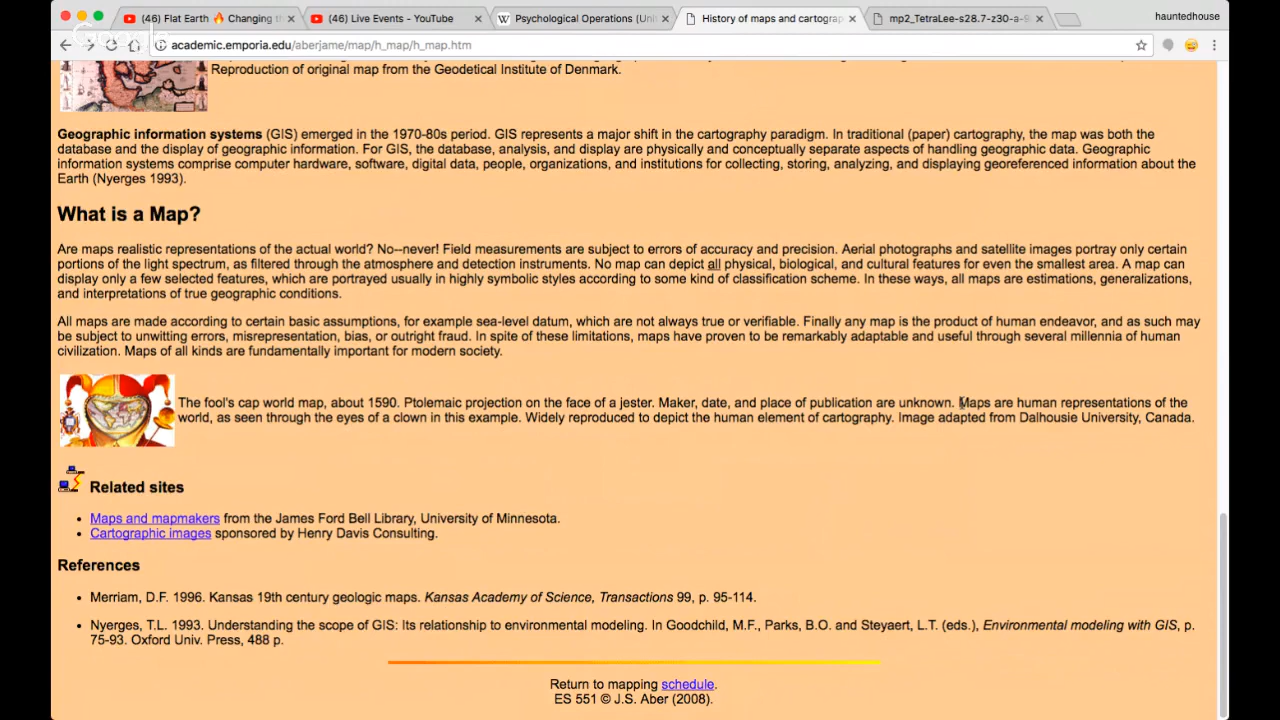 (46) Flat Earth 🔥 Changing th
(46) Live Events - YouTube
Psychological Operations (Uni
History of maps and cartograp
mp2_TetraLee-s28.7-z30-a-9
hauntedhouse
Google
academic.emporia.edu/aberjame/map/h_map/h_map.htm
Reproduction of original map from the Geodetical Institute of Denmark.
Geographic information systems (GIS) emerged in the 1970-80s period. GIS represents a major shift in the cartography paradigm. In traditional (paper) cartography, the map was both the
database and the display of geographic information. For GIS, the database, analysis, and display are physically and conceptually separate aspects of handling geographic data. Geographic
information systems comprise computer hardware, software, digital data, people, organizations, and institutions for collecting, storing, analyzing, and displaying georeferenced information about the
Earth (Nyerges 1993).
What is a Map?
Are maps realistic representations of the actual world? No--never! Field measurements are subject to errors of accuracy and precision. Aerial photographs and satellite images portray only certain
portions of the light spectrum, as filtered through the atmosphere and detection instruments. No map can depict all physical, biological, and cultural features for even the smallest area. A map can
display only a few selected features, which are portrayed usually in highly symbolic styles according to some kind of classification scheme. In these ways, all maps are estimations, generalizations,
and interpretations of true geographic conditions.
All maps are made according to certain basic assumptions, for example sea-level datum, which are not always true or verifiable. Finally any map is the product of human endeavor, and as such may
be subject to unwitting errors, misrepresentation, bias, or outright fraud. In spite of these limitations, maps have proven to be remarkably adaptable and useful through several millennia of human
civilization. Maps of all kinds are fundamentally important for modern society.
The fool's cap world map, about 1590. Ptolemaic projection on the face of a jester. Maker, date, and place of publication are unknown. Maps are human representations of the
world, as seen through the eyes of a clown in this example. Widely reproduced to depict the human element of cartography. Image adapted from Dalhousie University, Canada.
Related sites
• Maps and mapmakers from the James Ford Bell Library, University of Minnesota.
• Cartographic images sponsored by Henry Davis Consulting.
References
• Merriam, D.F. 1996. Kansas 19th century geologic maps. Kansas Academy of Science, Transactions 99, p. 95-114.
• Nyerges, T.L. 1993. Understanding the scope of GIS: Its relationship to environmental modeling. In Goodchild, M.F., Parks, B.O. and Steyaert, L.T. (eds.), Environmental modeling with GIS, p.
75-93. Oxford Univ. Press, 488 p.
Return to mapping schedule.
ES 551 © J.S. Aber (2008).